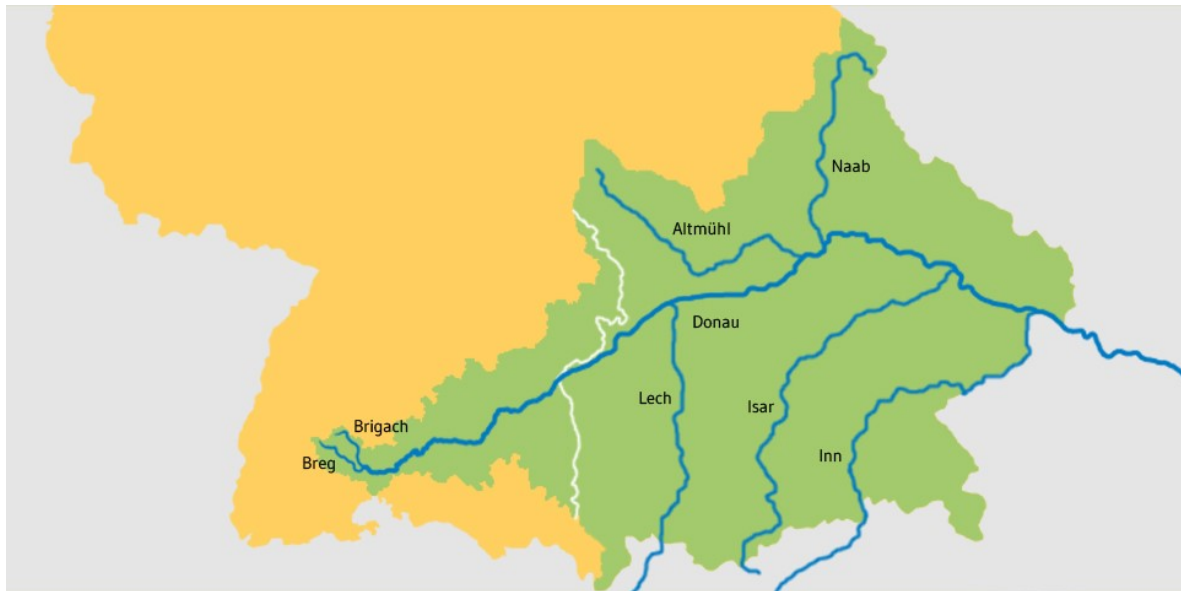 Naab
Altmühl
Donau
Lech
Isar
Brigach
Inn
Breg